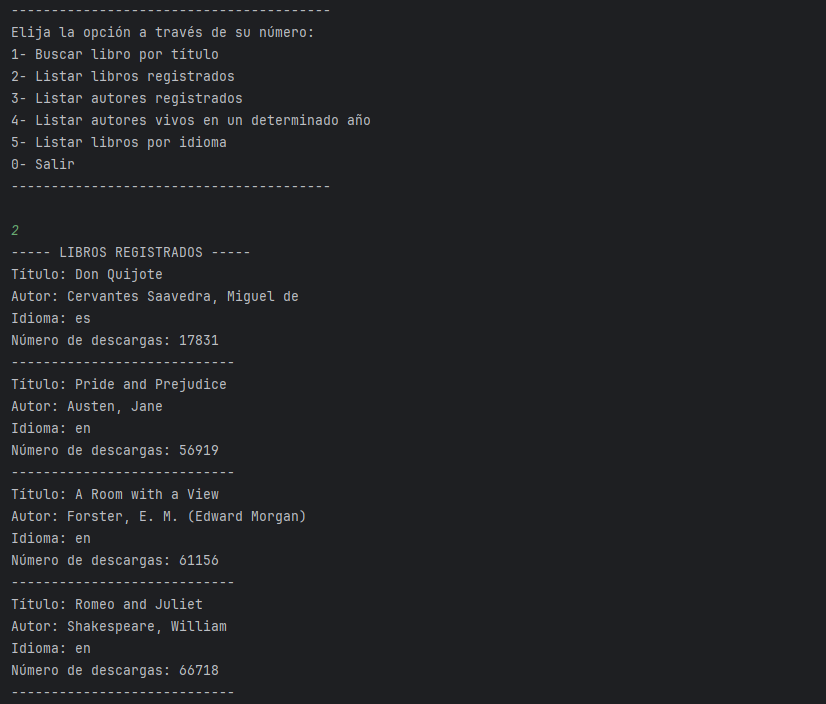 ----------------------------------------
Elija la opción a través de su número:
1- Buscar libro por título
2- Listar libros registrados
3- Listar autores registrados
4- Listar autores vivos en un determinado año
5- Listar libros por idioma
0- Salir
----------------------------------------
2
----- LIBROS REGISTRADOS -----
Título: Don Quijote
Autor: Cervantes Saavedra, Miguel de
Idioma: es
Número de descargas: 17831
----------------------------
Título: Pride and Prejudice
Autor: Austen, Jane
Idioma: en
Número de descargas: 56919
----------------------------
Título: A Room with a View
Autor: Forster, E. M. (Edward Morgan)
Idioma: en
Número de descargas: 61156
----------------------------
Título: Romeo and Juliet
Autor: Shakespeare, William
Idioma: en
Número de descargas: 66718
----------------------------